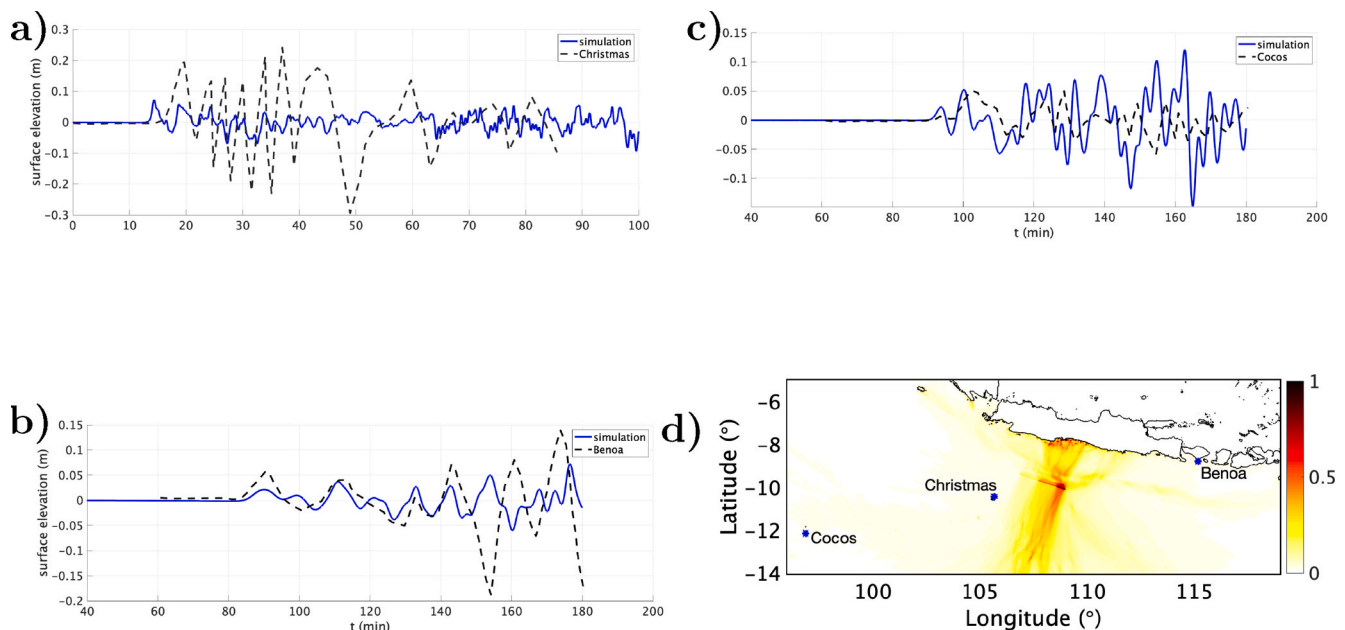 a)
surface elevation (m)
0.3
0.2
0.1
0
−0.1
−0.2
−0.3
0 10 20 30 40 50 60 70 80 90 100
simulation
Christmas
c)
0.15
0.1
0.05
0
−0.05
−0.1
40 60 80 100 120 140 160 180 200
t (min)
simulation
Cocos
b)
surface elevation (m)
0.15
0.1
0.05
0
−0.05
−0.1
−0.15
−0.2
40 60 80 100 120 140 160 180 200
t (min)
simulation
Benoa
d)
Latitude (°)
-6
-8
-10
-12
-14
Christmas
Cocos
Benoa
100 105 110 115
Longitude (°)
1
0.5
0